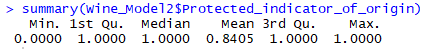 > summary(Wine_Model2$Protected_indicator_of_origin)
Min. 1st Qu. Median Mean 3rd Qu. Max.
0.0000 1.0000 1.0000 0.8405 1.0000 1.0000